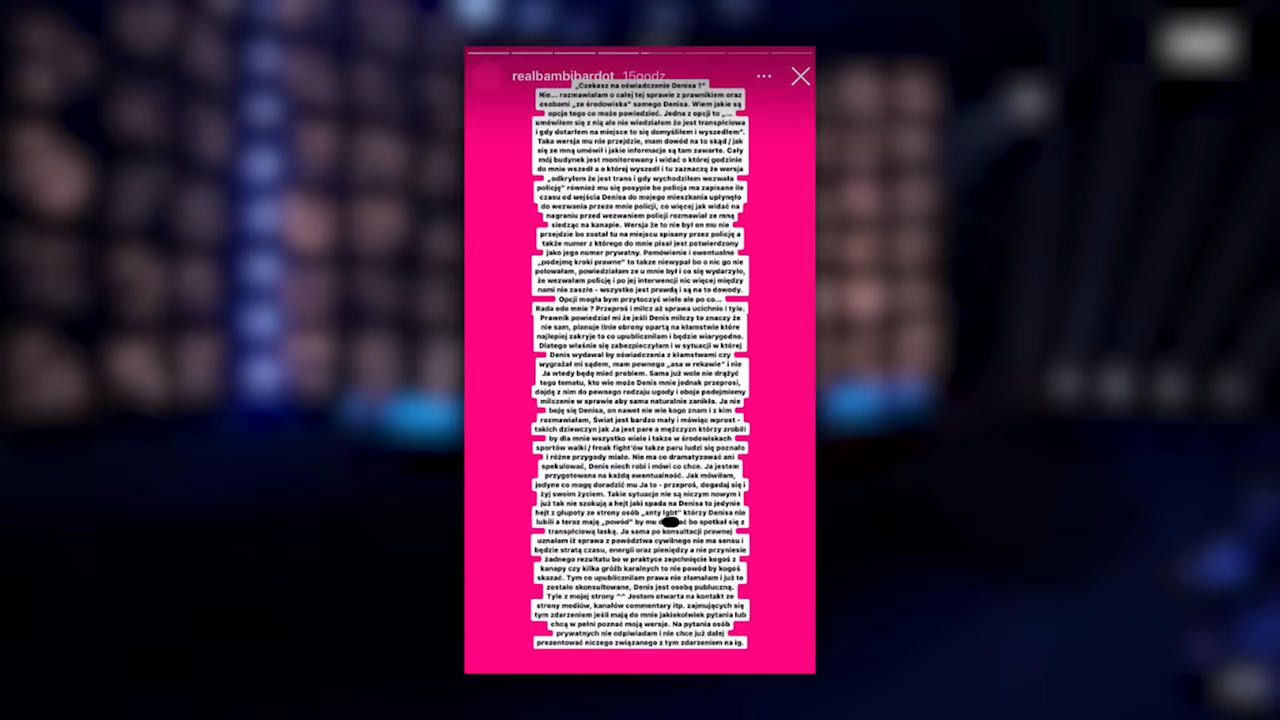 realbambibardot 15godz
„Czekasz na oświadczenie Denisa ?"
Nie... rozmawiałam o całej tej sprawie z prawnikiem oraz
osobami „ze środowiska" samego Denisa. Wiem jakie są
opcje tego co może powiedzieć. Jedna z opcji to „...
umówiłem się z nią ale nie wiedziałem że jest transpłciowa
i gdy dotarłem na miejsce to się domyśliłem i wyszedłem".
Taka wersja mu nie przejdzie, mam dówód na to skąd / jak
się ze mną umówił i jakie informacje są tam zawarte. Cały
mój budynek jest monitorowany i widać o której godzinie
do mnie wszedł a o której wyszedł i tu zaznaczę że wersja
„odkryłem że jest trans i gdy wychodziłem wezwała
policję" również mu się posypie bo policja ma zapisane ile
czasu od wejścia Denisa do mojego mieszkania upłynęło
do wezwania przeze mnie policji, co więcej jak widać na
nagraniu przed wezwaniem policji rozmawiał ze mną
siedząc na kanapie. Wersja że to nie był on mu nie
przejdzie bo został tu na miejscu spisany przez policję a
także numer z którego do mnie pisał jest potwierdzony
jako jego numer prywatny. Pomówienie i ewentualne
„podejmę kroki prawne" to takze niewypał bo o nic go nie
polowałam, powiedziałam ze u mnie był i co się wydarzyło,
że wezwałam policję i po jej interwencji nic więcej między
nami nie zaszło - wszystko jest prawdą i są na to dowody.
Opcji mogła bym przytoczyć wiele ale po co...
Rada ode mnie ? Przeproś i milcz aż sprawa ucichnie i tyle.
Prawnik powiedział mi że jeśli Denis milczy to znaczy że
nie sam, planuje linie obrony opartą na kłamstwie które
najlepiej zakryje to co upubliczniłam i będzie wiarygodne.
Dlatego właśnie się zabezpieczyłam i w sytuacji w której
Denis wydawał by oświadczenia z kłamstwami czy
wygrażał mi sądem, mam pewnego „asa w rekawie" i nie
Ja wtedy będę mieć problem. Sama już wole nie drążyć
tego tematu, kto wie może Denis mnie jednak przeprosi,
dojdę z nim do pewnego rodzaju ugody i oboje podejmiemy
milczenie w sprawie aby sama naturalnie zanikła. Ja nie
boję się Denisa, on nawet nie wie kogo znam i z kim
rozmawiałam, Świat jest bardzo mały i mówiąc wprost -
takich dziewczyn jak Ja jest pare a mężczyzn którzy zrobili
by dla mnie wszystko wiele i takze w środowiskach
sportów walki / freak fight'ów także paru ludzi się poznało
i różne przygody miało. Nie ma co dramatyzować ani
spekulować, Denis niech robi i mówi co chce. Ja jestem
przygotowana na każdą ewentualność. Jak mówiłam,
jedyne co mogę doradzić mu Ja to - przeproś, dogadaj się i
żyj swoim życiem. Takie sytuacje nie są niczym nowym i
już tak nie szokują a hejt jaki spada na Denisa to jedynie
hejt z głupoty ze strony osób „anty lgbt" którzy Denisa nie
lubili a teraz mają „powód" by mu d ać bo spotkał się z
transpłciową laską. Ja sama po konsultacji prawnej
uznałam iż sprawa z powództwa cywilnego nie ma sensu i
będzie stratą czasu, energii oraz pieniędzy a nie przyniesie
żadnego rezultatu bo w praktyce zepchnięcie kogoś z
kanapy czy kilka gróźb karalnych to nie powód by kogoś
skazać. Tym co upubliczniłam prawa nie złamałam i już to
zostało skonsultowane, Denis jest osobą publuczną.
Tyle z mojej strony ^^ Jestem otwarta na kontakt ze
strony mediów, kanałów commentary itp. zajmujących się
tym zdarzeniem jeśli mają do mnie jakiekolwiek pytania lub
chcą w pełni poznać moją wersje. Na pytania osób
prywatnych nie odpiwiadam i nie chce już dalej
prezentować niczego związanego z tym zdarzeniem na ig.